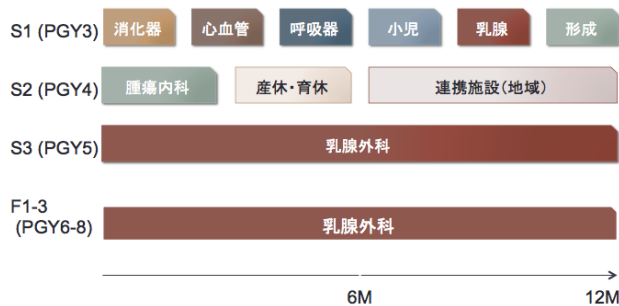 S1 (PGY3) 消化器 心血管 呼吸器 小児 乳腺 形成
S2 (PGY4) 腫瘍内科 産休・育休 連携施設(地域)
S3 (PGY5) 乳腺外科
F1-3
(PGY6-8) 乳腺外科
6M 12M